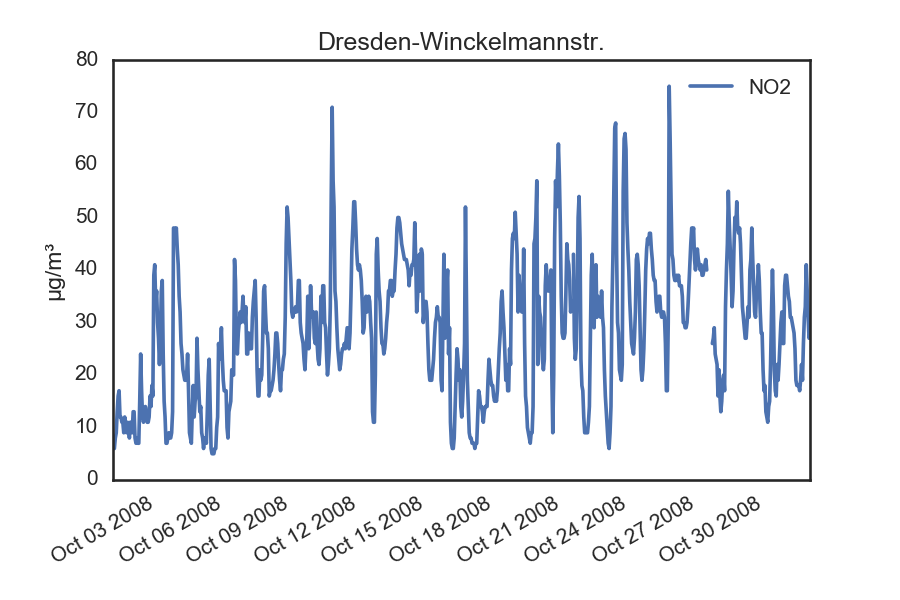 Dresden-Winckelmannstr.
80
70
60
50
40
30
20
10
0
µg/m³
NO2
Oct 03 2008
Oct 06 2008
Oct 09 2008
Oct 12 2008
Oct 15 2008
Oct 18 2008
Oct 21 2008
Oct 24 2008
Oct 27 2008
Oct 30 2008